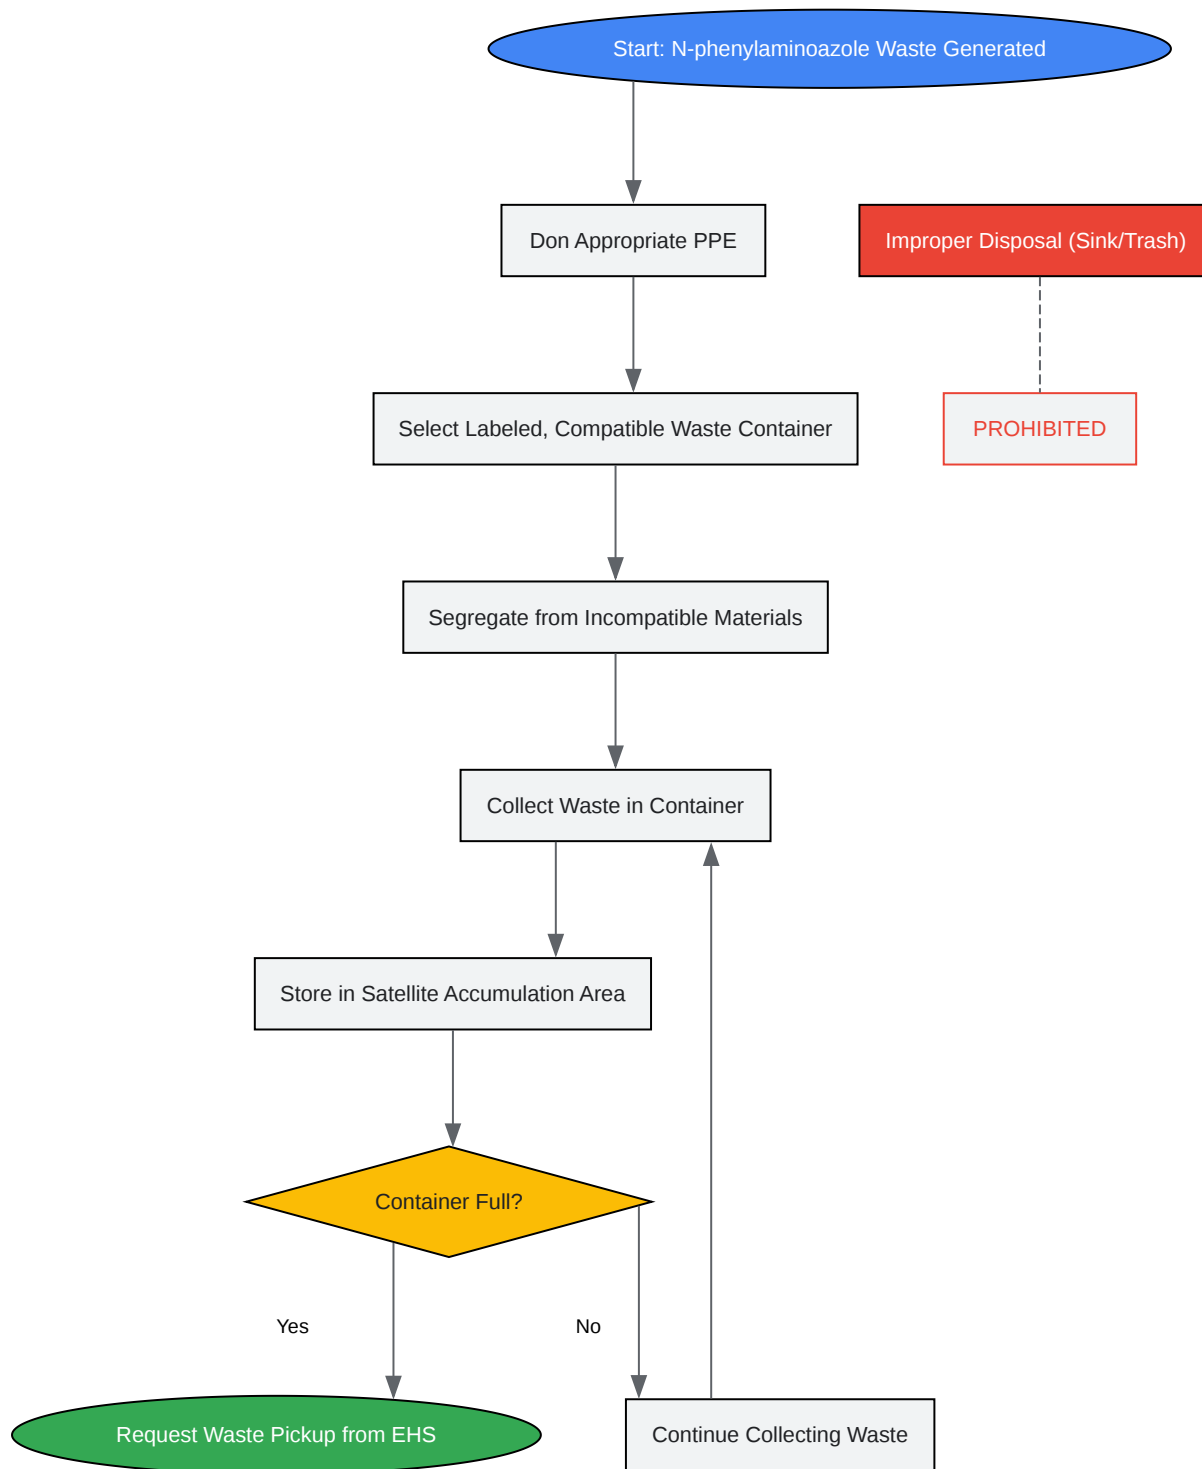 Start: N-phenylaminoazole Waste Generated
Don Appropriate PPE
Improper Disposal (Sink/Trash)
Select Labeled, Compatible Waste Container
PROHIBITED
Segregate from Incompatible Materials
Collect Waste in Container
Store in Satellite Accumulation Area
Container Full?
Yes
No
Request Waste Pickup from EHS
Continue Collecting Waste